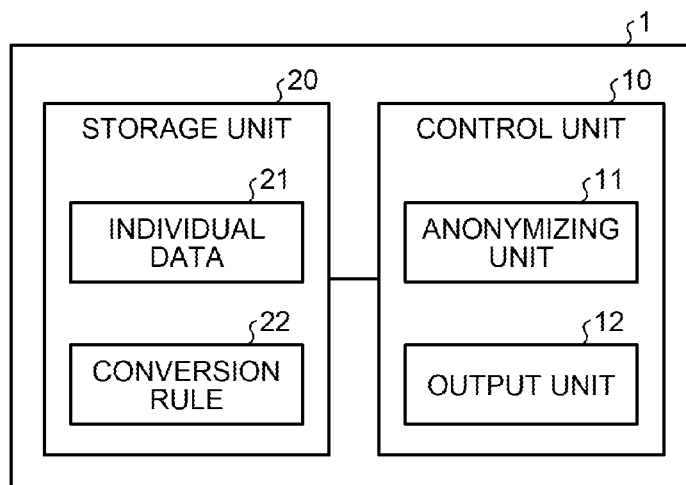 1
20
STORAGE UNIT
21
INDIVIDUAL
DATA
22
CONVERSION
RULE
10
CONTROL UNIT
11
ANONYMIZING
UNIT
12
OUTPUT UNIT